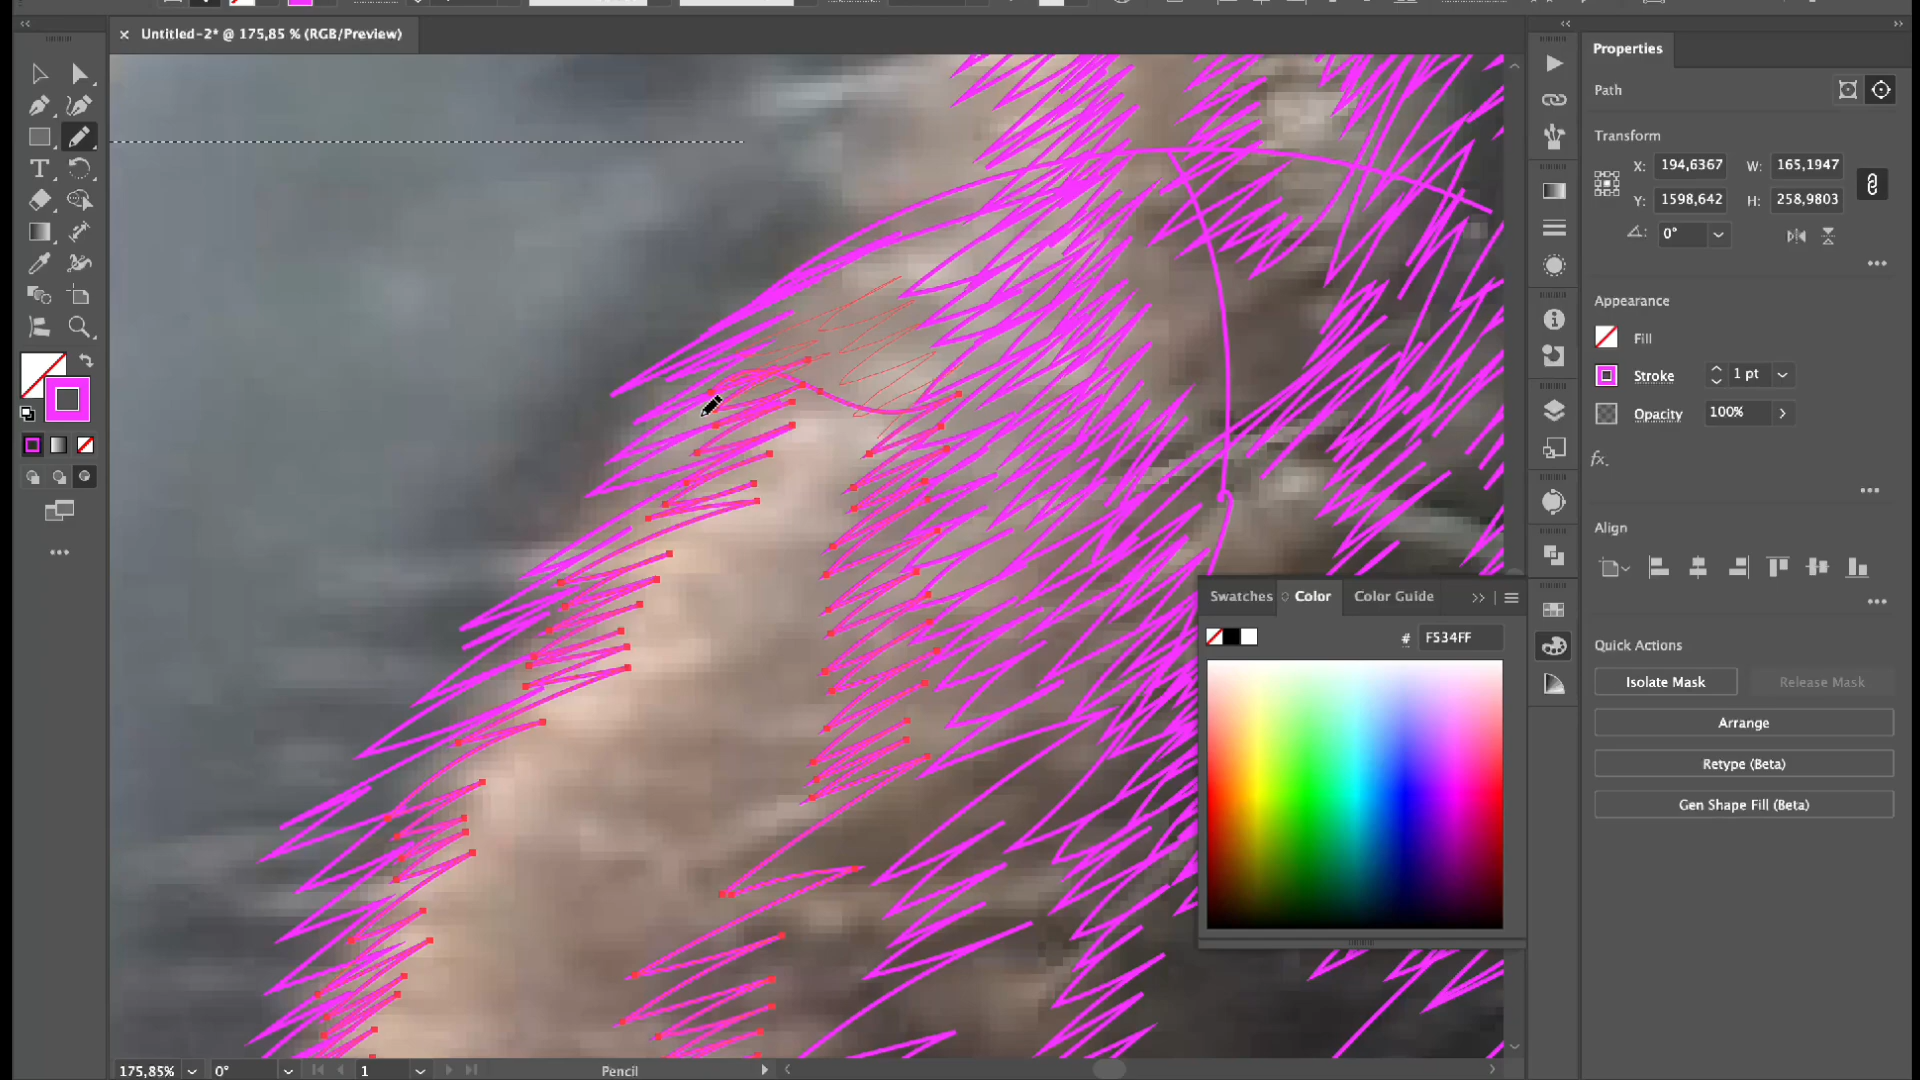 Untitled-2* @ 175,85 % (RGB/Preview)
Properties
Path
Transform
X: 194,6367 W: 165,1947
Y: 1598,642 H: 258,9803
0°
Appearance
Fill
Stroke 1 pt
Opacity 100%
fx.
Align
Swatches Color Color Guide
# F534FF
Quick Actions
Isolate Mask Release Mask
Arrange
Retype (Beta)
Gen Shape Fill (Beta)
175,85% 0° 1 Pencil